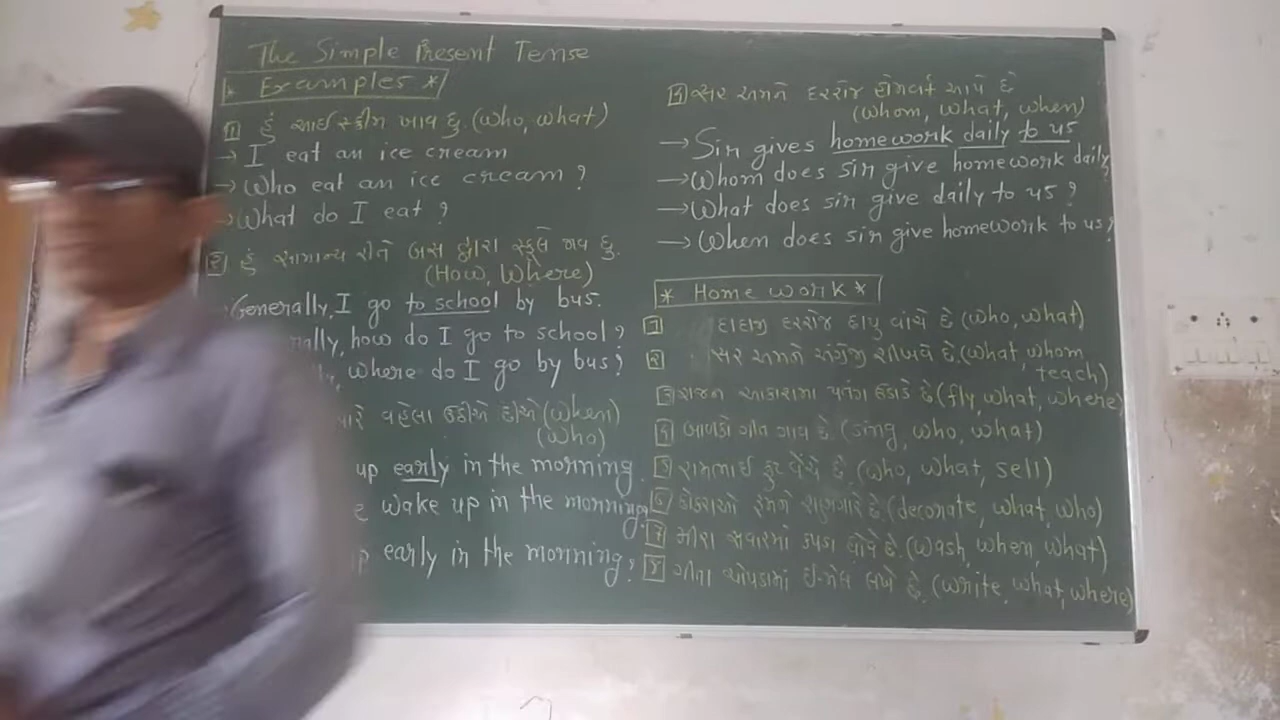 The Simple Present Tense
* Examples *
1 હું આઈસ્ક્રીમ ખાવ છુ. (who, what)
→ I eat an ice cream
→ Who eat an ice cream ?
→ What do I eat ?
2 હું સામાન્ય રીતે બસ દ્વારા સ્કૂલે જાવ છુ.
(How, Where)
Generally, I go to school by bus.
nally, how do I go to school ?
where do I go by bus ?
વહેલા ઉઠીએ છીએ (when)
(who)
up early in the morning
wake up in the morning
early in the morning ?
4 સર અમને દરરોજ હોમવર્ક આપે છે
(whom, what, when)
→ Sir gives homework daily to us
→ Whom does sir give homework daily
→ What does sir give daily to us ?
→ When does sir give homework to us ?
* Home work *
1 દાદાજી દરરોજ છાપુ વાંચે છે (who, what)
2 સર અમને અંગ્રેજી શીખવે છે. (what, whom,
teach)
3 રાજન આકાશમા પતંગ ઉડાડે છે (fly, what, where)
4 બાળકો ગીત ગાય છે. (sing, who, what)
5 રામભાઈ ફ્રુટ વેંચે છે. (who, what, sell)
6 છોકરાઓ રૂમને શણગારે છે (decorate, what, who)
7 મીરા સવારમાં કપડા ધોવે છે. (wash, when, what)
8 ગીતા ચોપડામાં ઈ-મેલ લખે છે. (write, what, where)